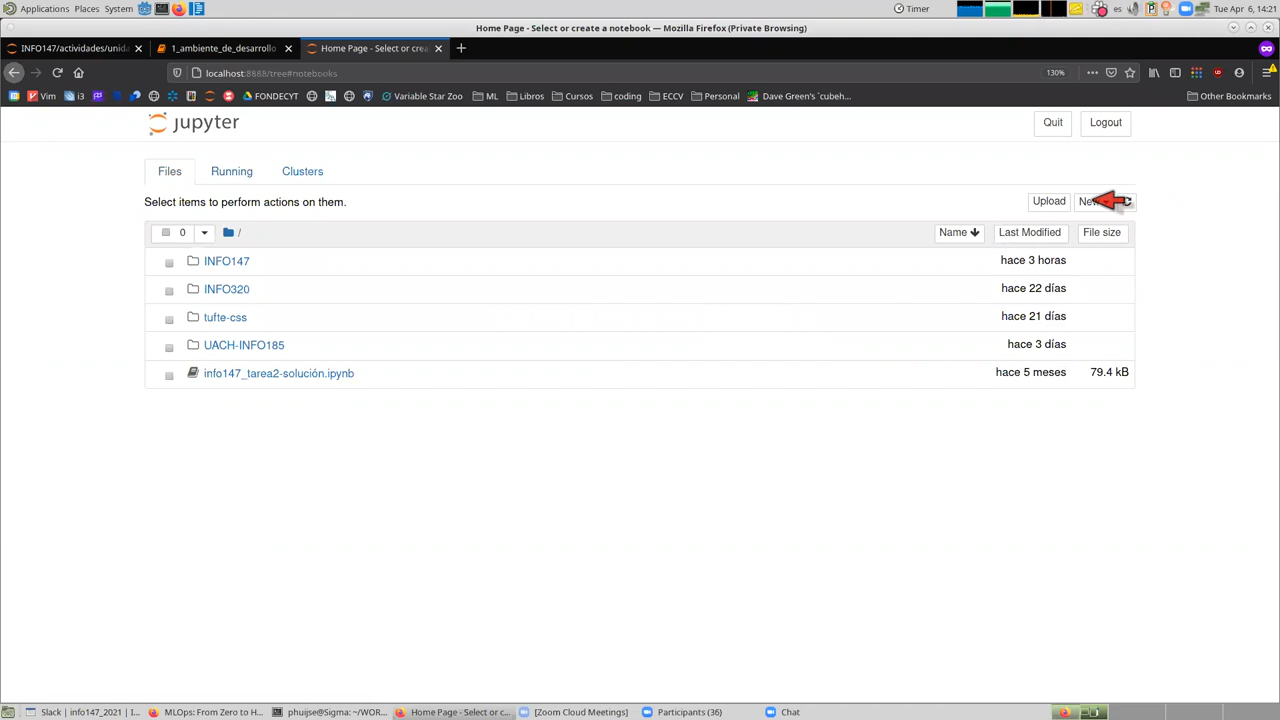 Applications Places System
Timer
es
Tue Apr 6, 14:21
Home Page - Select or create a notebook — Mozilla Firefox (Private Browsing)
INFO147/actividades/unida
1_ambiente_de_desarrollo
Home Page - Select or crea
localhost:8888/tree#notebooks
130%
Vim
i3
FONDECYT
Variable Star Zoo
ML
Libros
Cursos
coding
ECCV
Personal
Dave Green's `cubeh...
Other Bookmarks
jupyter
Quit
Logout
Files
Running
Clusters
Select items to perform actions on them.
Upload
0
/
Name
Last Modified
File size
INFO147
hace 3 horas
INFO320
hace 22 días
tufte-css
hace 21 días
UACH-INFO185
hace 3 días
info147_tarea2-solución.ipynb
hace 5 meses
79.4 kB
Slack | info147_2021 | I...
MLOps: From Zero to H...
phuijse@Sigma: ~/WOR...
Home Page - Select or c...
[Zoom Cloud Meetings]
Participants (36)
Chat